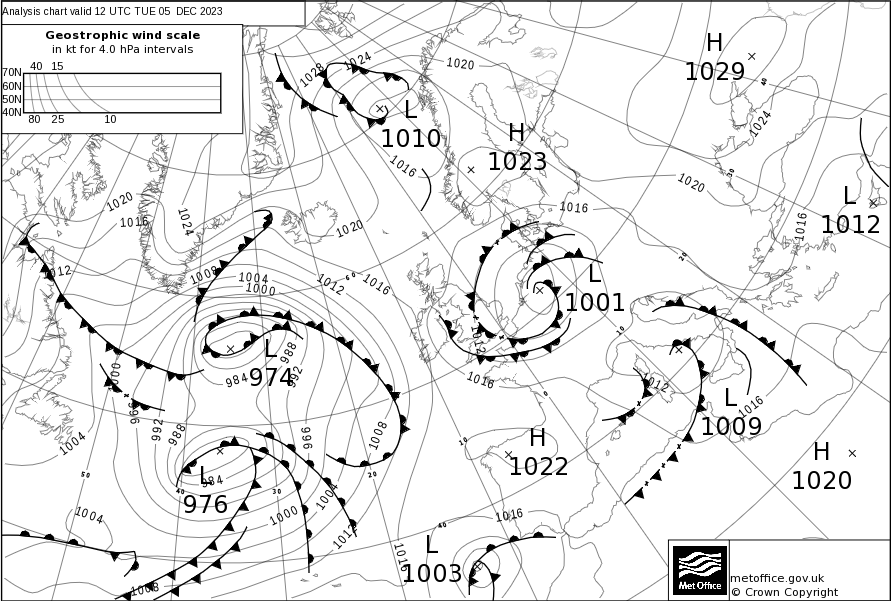 Analysis chart valid 12 UTC TUE 05 DEC 2023
Geostrophic wind scale
in kt for 4.0 hPa intervals
40 15
70N
60N
50N
40N
80 25 10
1028
1024
1020
H
1029
40
L
1010
H
1023
1024
1016
30
1020
1020
1016
1024
1020
1016
1016
L
1012
1012
1008
1004
1000
1012
60
1016
20
L
1001
10
1012
L
974
988
992
984
1000
996
992
988
1016
0
1012
L
1009
1016
1004
996
1008
10
H
1022
H
1020
50
L
976
984
40
30
20
1004
1004
1000
1012
40
1016
1016
L
1003
1008
Met Office
metoffice.gov.uk
© Crown Copyright